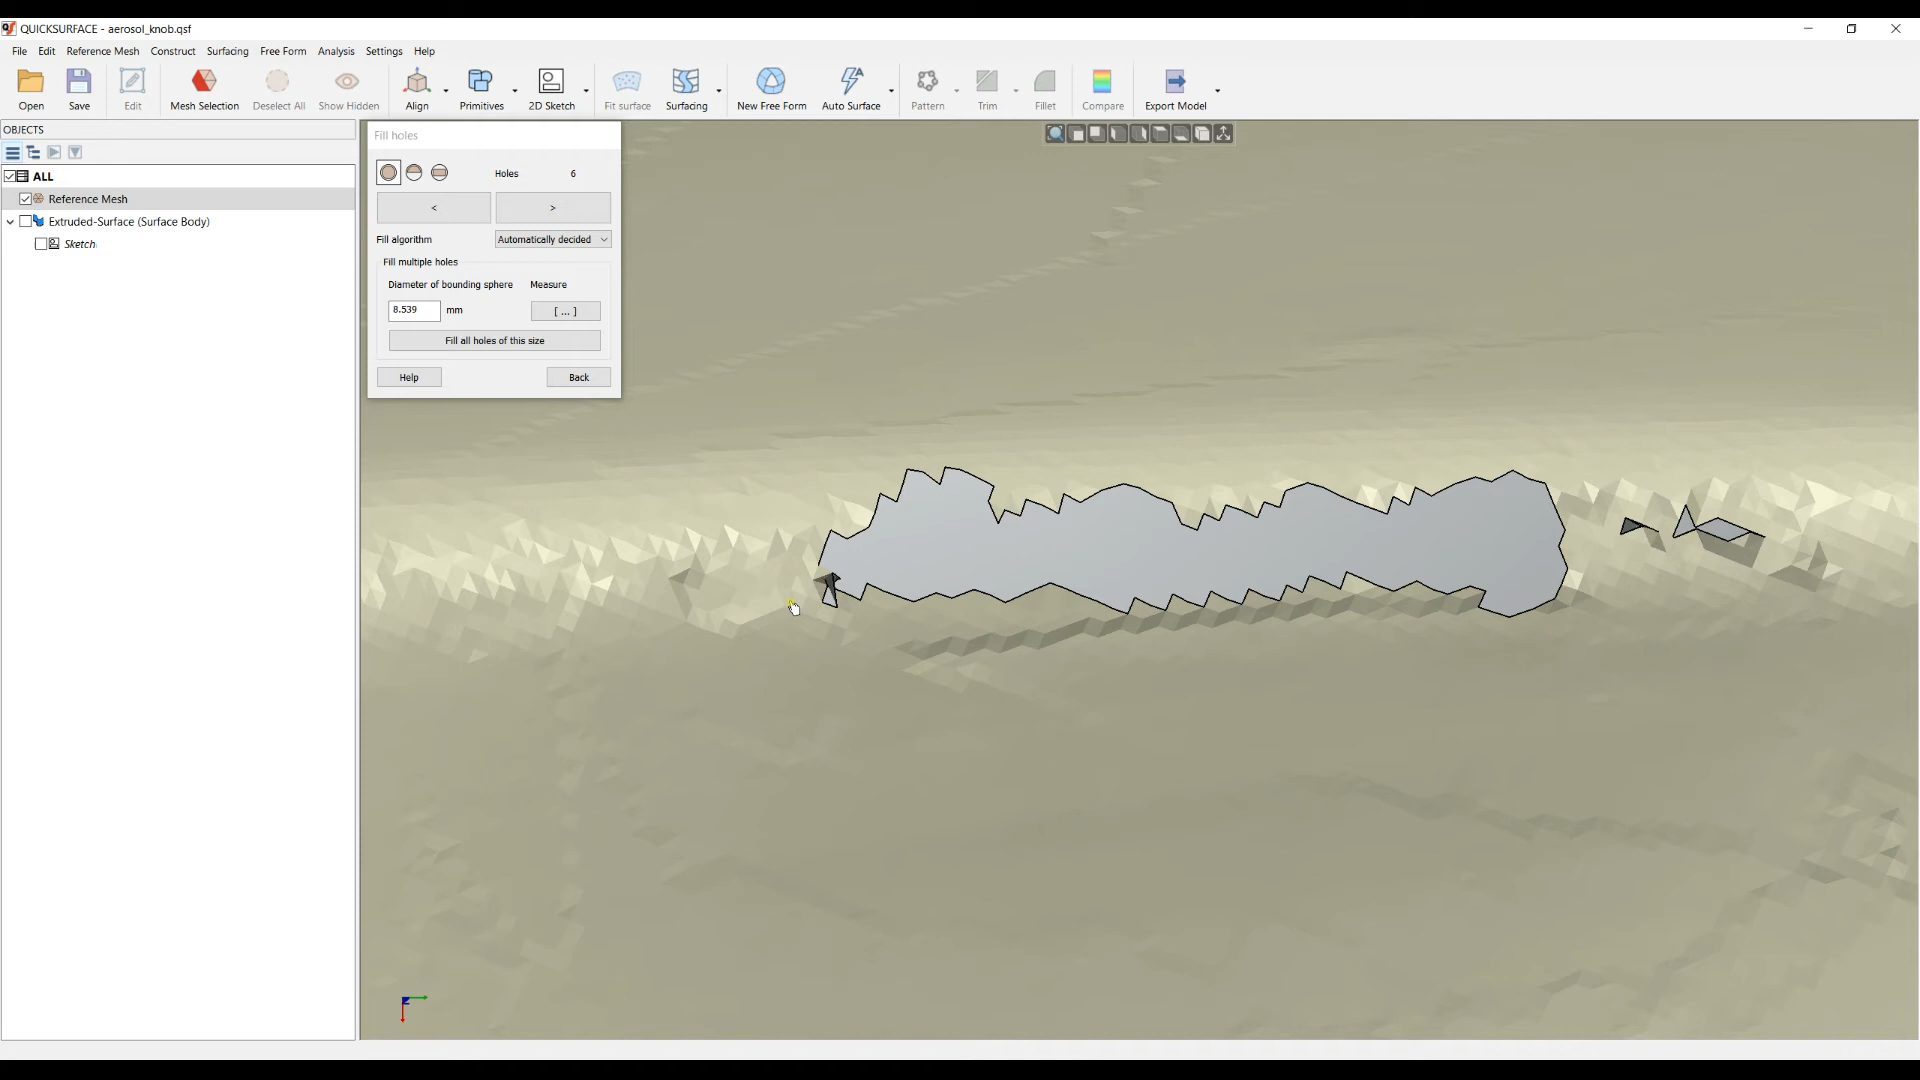 QUICKSURFACE - aerosol_knob.qsf
File Edit Reference Mesh Construct Surfacing Free Form Analysis Settings Help
Open Save Edit Mesh Selection Deselect All Show Hidden Align Primitives 2D Sketch Fit surface Surfacing New Free Form Auto Surface Pattern Trim Fillet Compare Export Model
OBJECTS
ALL
Reference Mesh
Extruded-Surface (Surface Body)
Sketch
Fill holes
Holes 6
< >
Fill algorithm Automatically decided
Fill multiple holes
Diameter of bounding sphere Measure
8.539 mm [ ... ]
Fill all holes of this size
Help Back